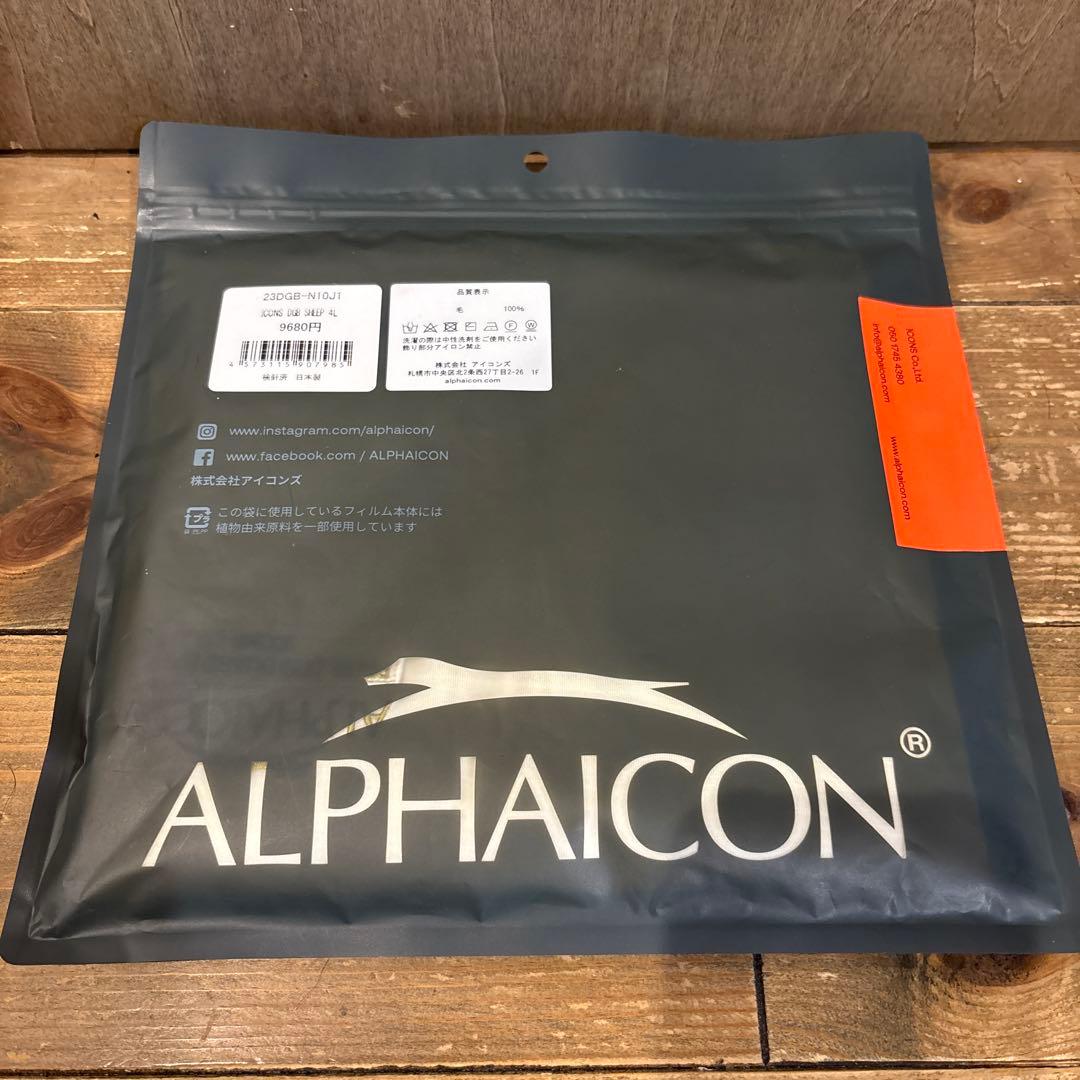 23DGB-N10J1
ICONS DGB SHEEP 4L
9680円
4573115907985
検針済 日本製
品質表示
毛 100%
洗濯の際は中性洗剤をご使用ください
飾り部分アイロン禁止
株式会社 アイコンズ
札幌市中央区北2条西27丁目2-26 1F
alphaicon.com
ICONS Co.,Ltd.
050 1746 4380
info@alphaicon.com
www.alphaicon.com
www.instagram.com/alphaicon/
www.facebook.com / ALPHAICON
株式会社アイコンズ
プラ
この袋に使用しているフィルム本体には
植物由来原料を一部使用しています
ALPHAICON®